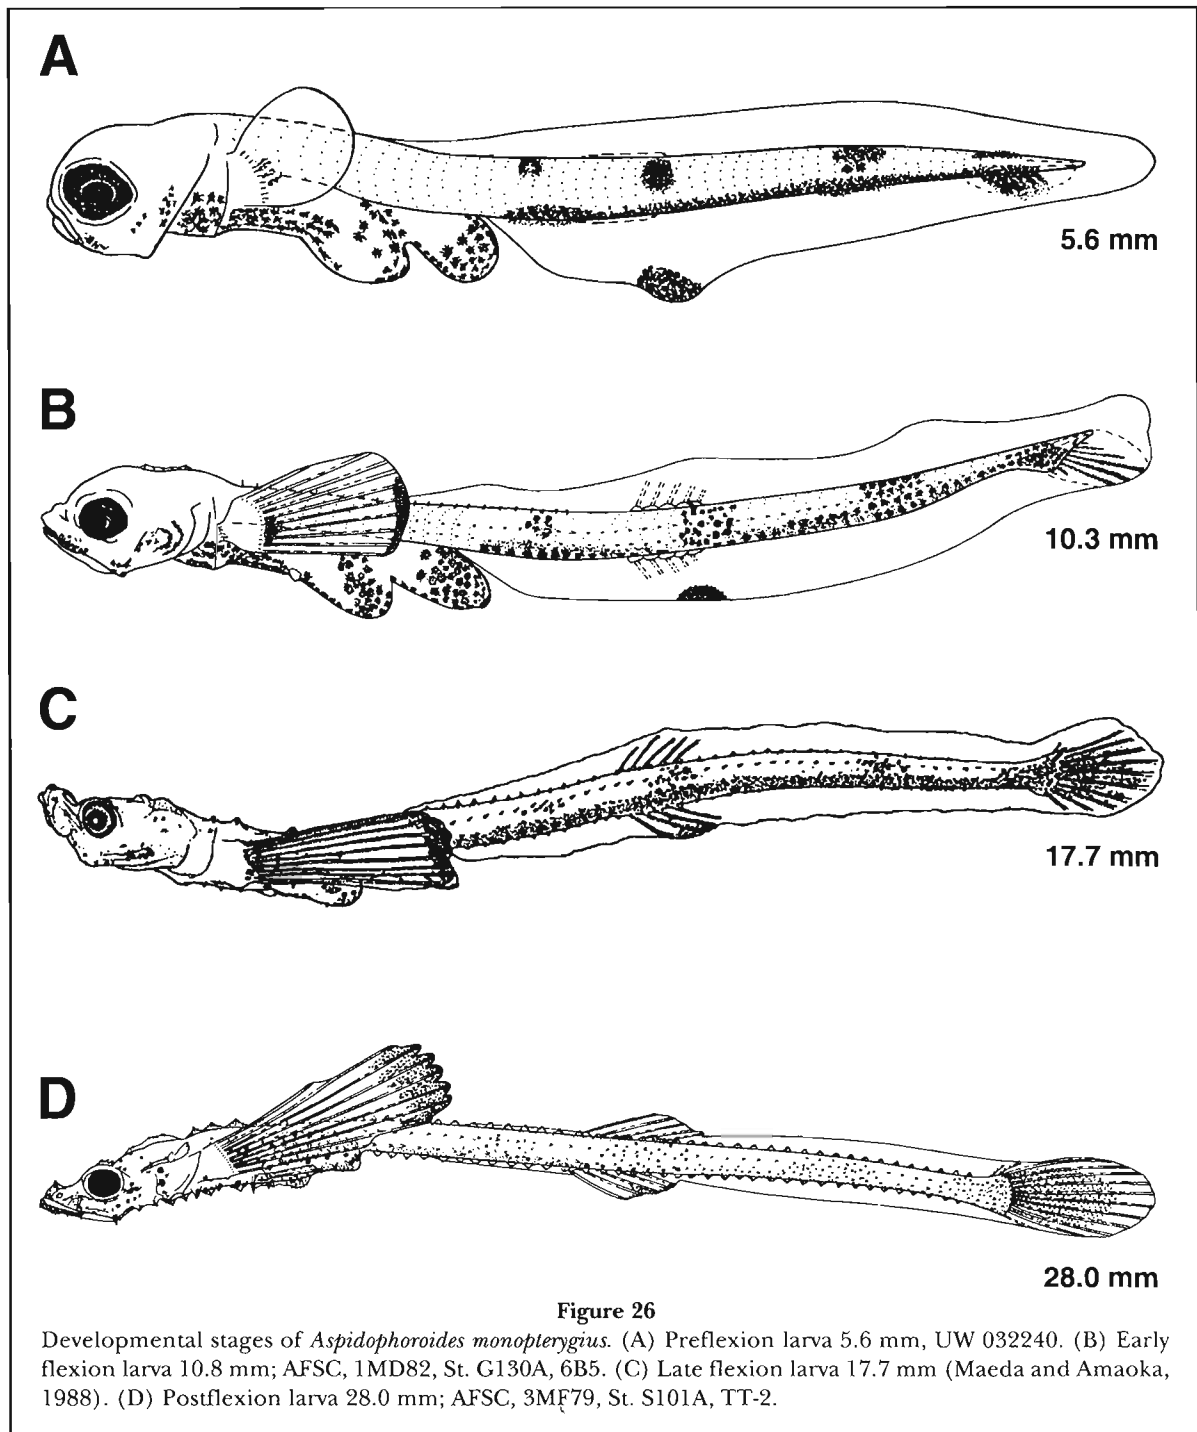 A
5.6 mm
B
10.3 mm
C
17.7 mm
D
28.0 mm
Figure 26
Developmental stages of Aspidophoroides monopterygius. (A) Preflexion larva 5.6 mm, UW 032240. (B) Early
flexion larva 10.8 mm; AFSC, 1MD82, St. G130A, 6B5. (C) Late flexion larva 17.7 mm (Maeda and Amaoka,
1988). (D) Postflexion larva 28.0 mm; AFSC, 3MF79, St. S101A, TT-2.